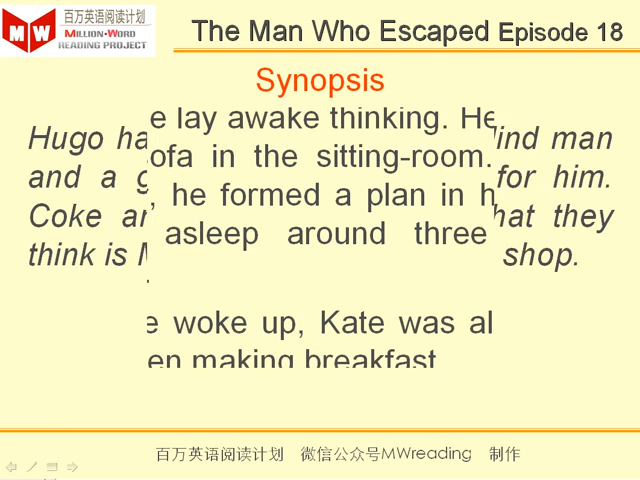 百万英语阅读计划
MW MILLION-WORD
READING PROJECT
The Man Who Escaped Episode 18
Synopsis
e lay awake thinking. He
Hugo ha ind man
ofa in the sitting-room.
and a g for him.
he formed a plan in h
Coke a hat they
asleep around three
think is shop.
e woke up, Kate was al
en making breakfast
百万英语阅读计划 微信公众号MWreading 制作